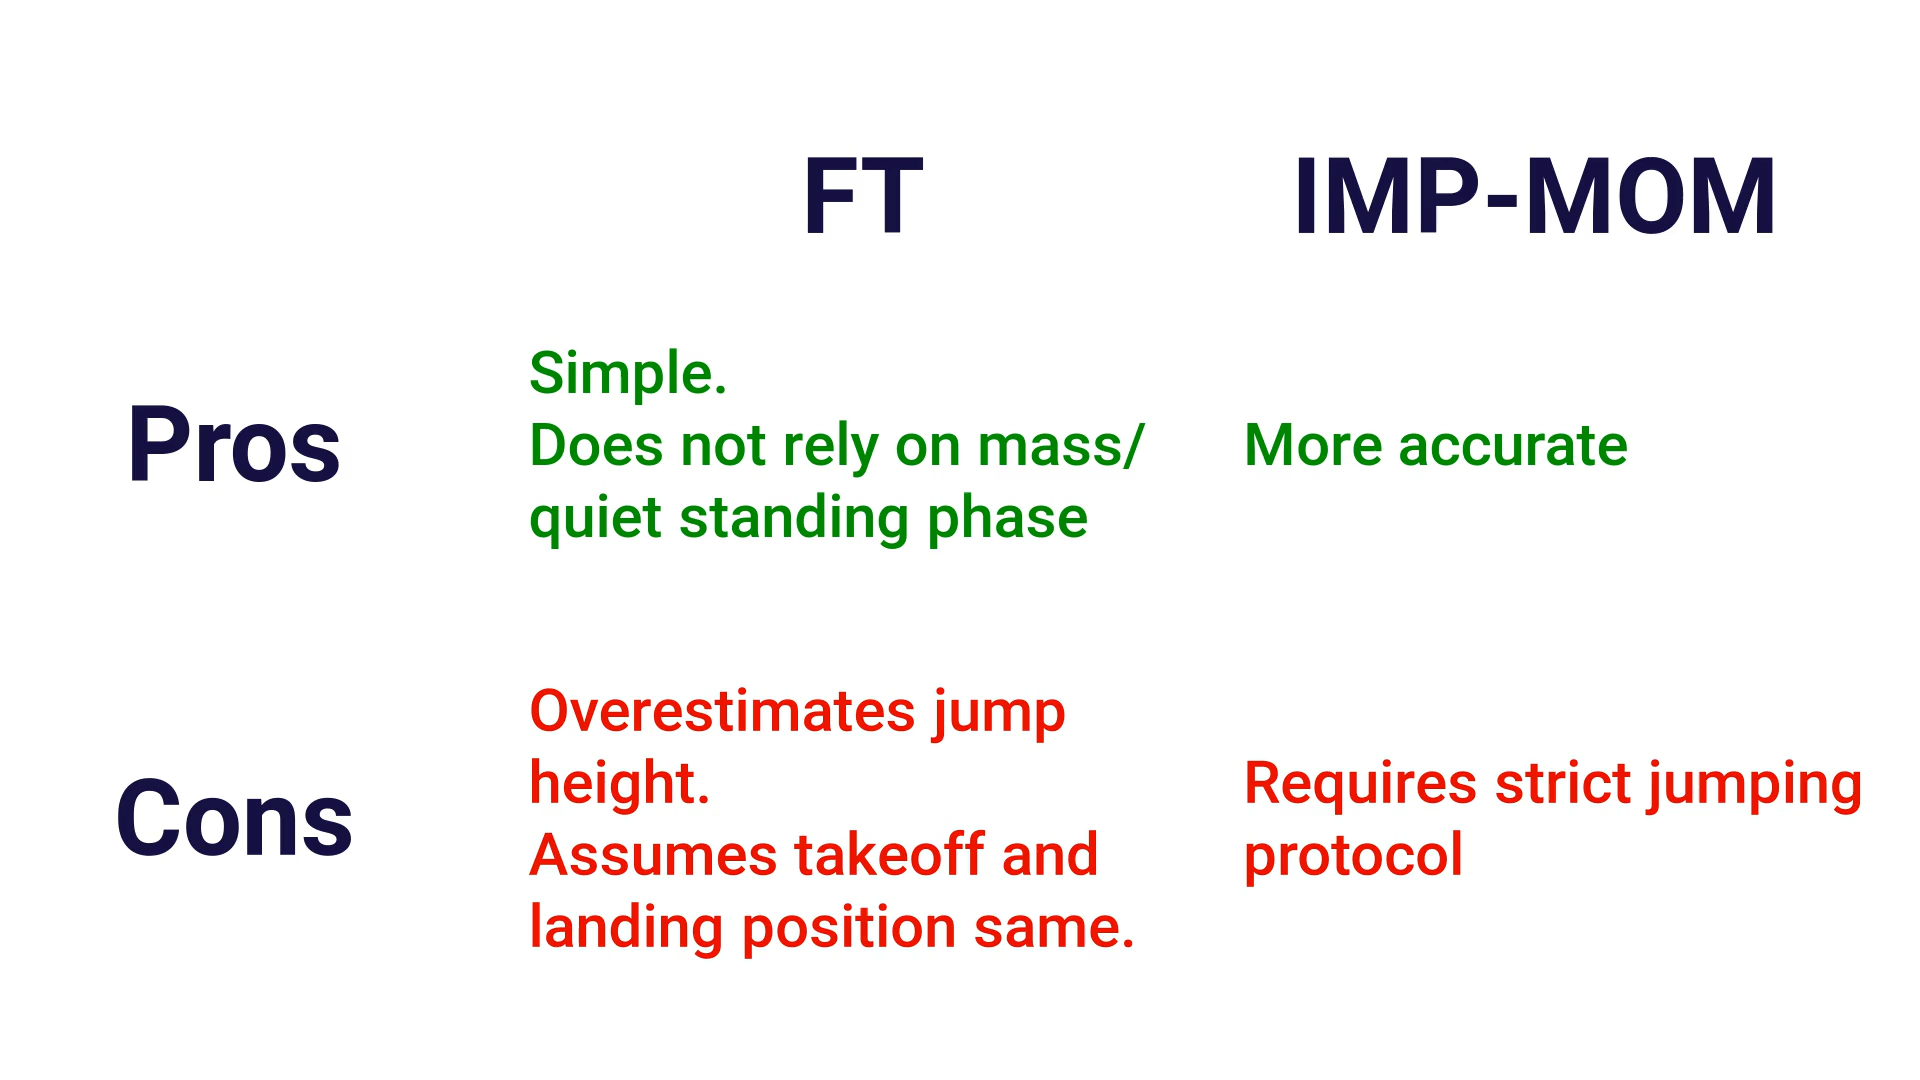 FT
IMP-MOM
Pros
Simple.
Does not rely on mass/
quiet standing phase
More accurate
Cons
Overestimates jump
height.
Assumes takeoff and
landing position same.
Requires strict jumping
protocol